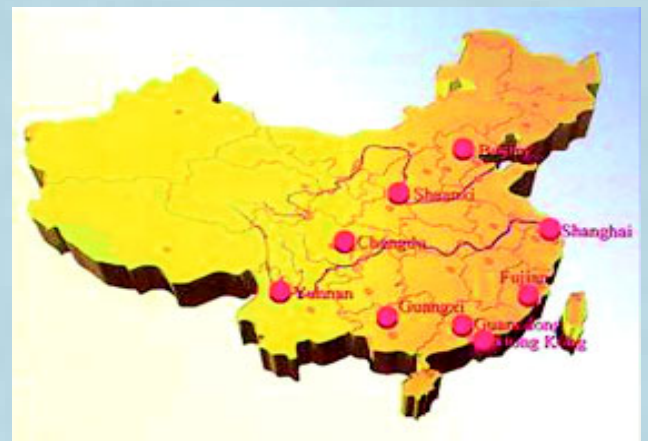 Beijing
Shaanxi
Shanghai
Chengdu
Fujian
Yunnan
Guangxi
Guangdong
Hong Kong